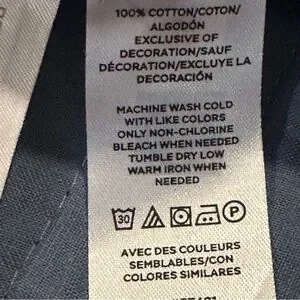 100% COTTON/COTON/
ALGODÓN
EXCLUSIVE OF
DECORATION/SAUF
DÉCORATION/EXCLUYE LA
DECORACIÓN
MACHINE WASH COLD
WITH LIKE COLORS
ONLY NON-CHLORINE
BLEACH WHEN NEEDED
TUMBLE DRY LOW
WARM IRON WHEN
NEEDED
30 P
AVEC DES COULEURS
SEMBLABLES/CON
COLORES SIMILARES